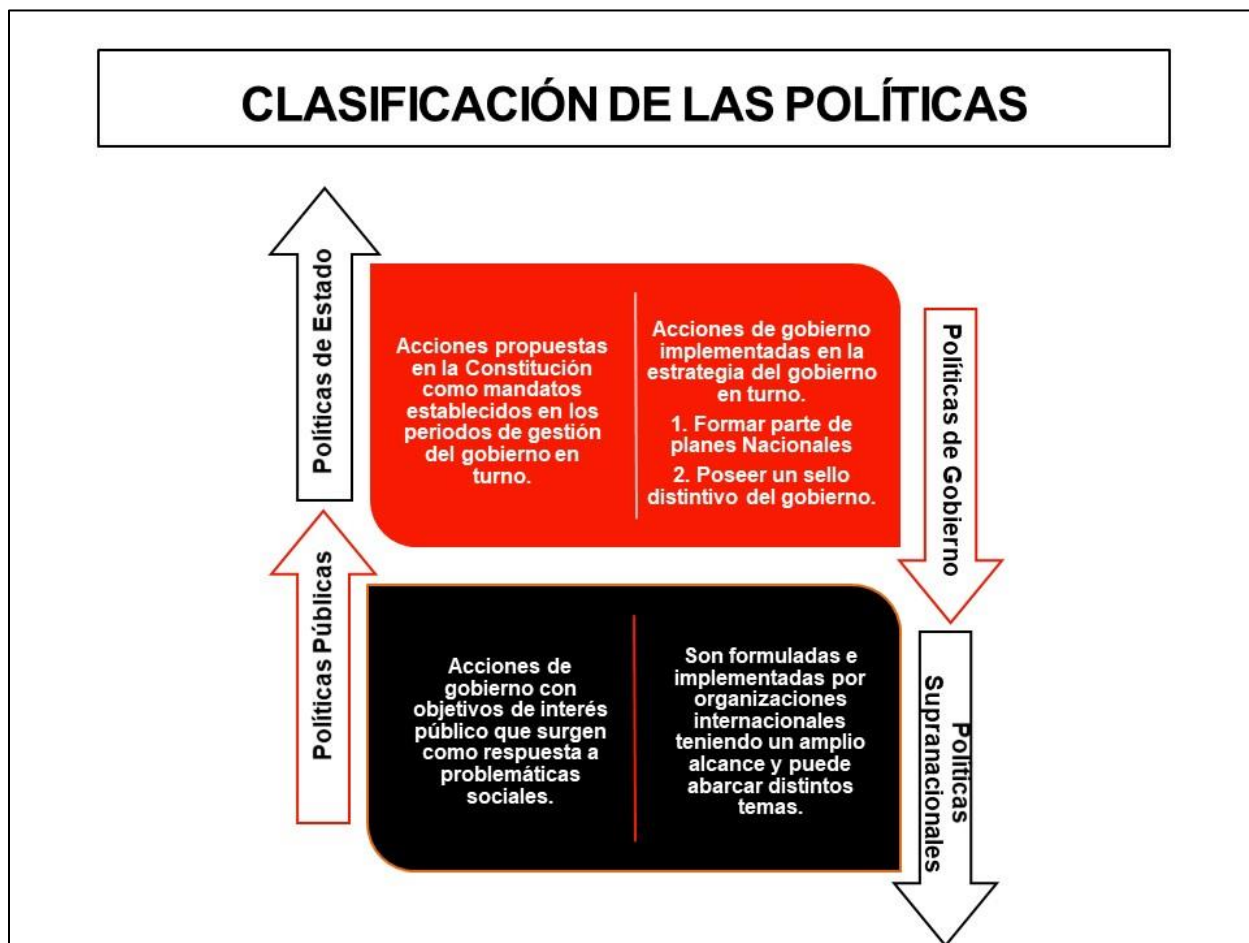 CLASIFICACIÓN DE LAS POLÍTICAS
Políticas de Estado
Acciones propuestas
en la Constitución
como mandatos
establecidos en los
periodos de gestión
del gobierno en
turno.
Acciones de gobierno
implementadas en la
estrategia del gobierno
en turno.
1. Formar parte de
planes Nacionales
2. Poseer un sello
distintivo del gobierno.
Políticas de Gobierno
Políticas Públicas
Acciones de
gobierno con
objetivos de interés
público que surgen
como respuesta a
problemáticas
sociales.
Son formuladas e
implementadas por
organizaciones
internacionales
teniendo un amplio
alcance y puede
abarcar distintos
temas.
Políticas
Supranacionales